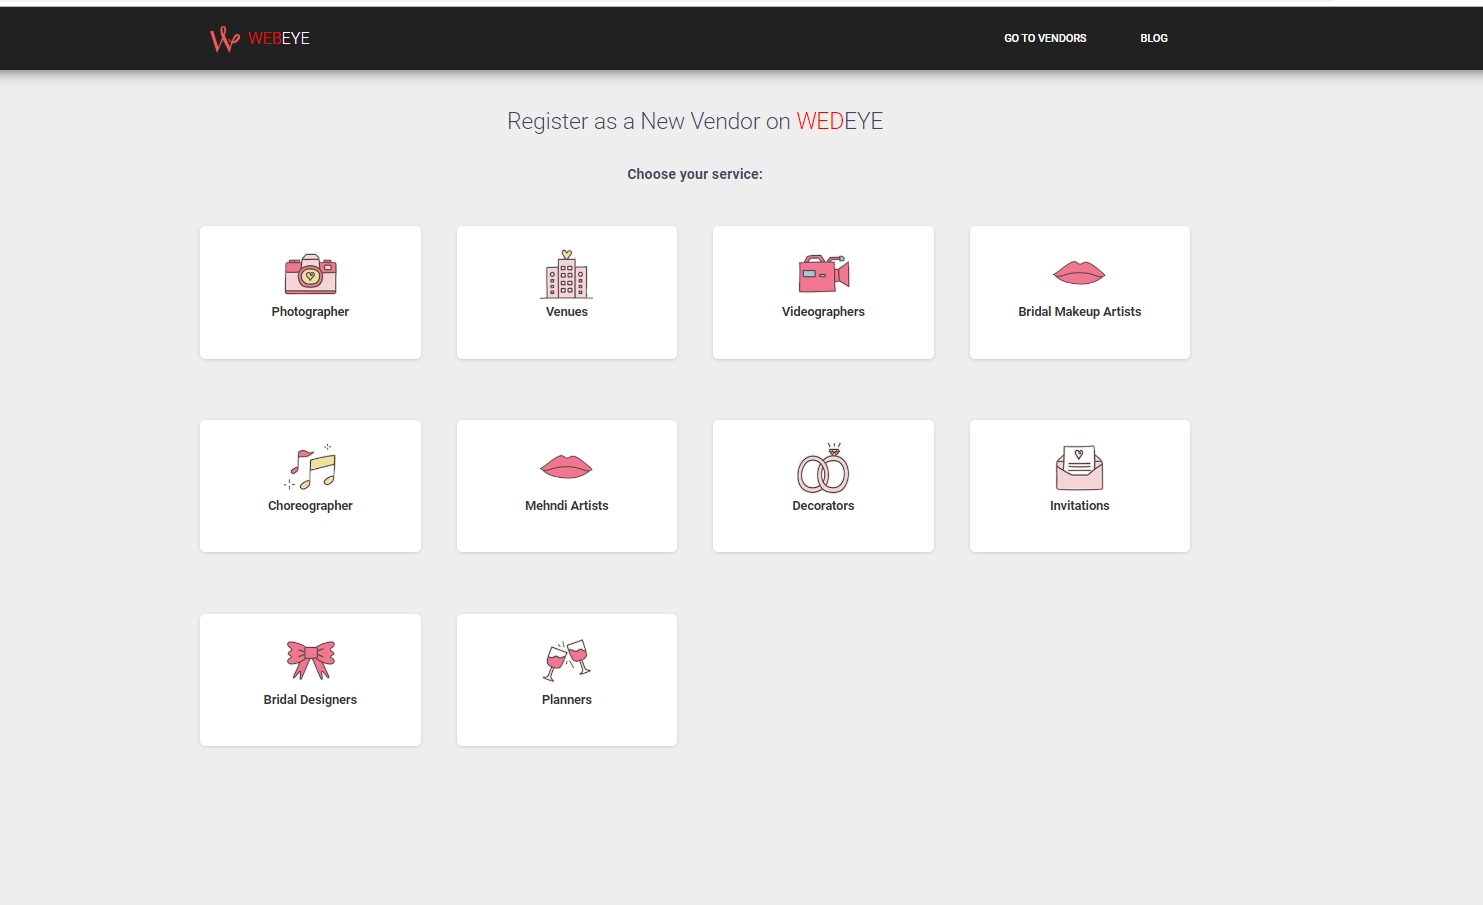 WEBEYE
GO TO VENDORS
BLOG
Register as a New Vendor on WEDEYE
Choose your service:
Photographer
Venues
Videographers
Bridal Makeup Artists
Choreographer
Mehndi Artists
Decorators
Invitations
Bridal Designers
Planners